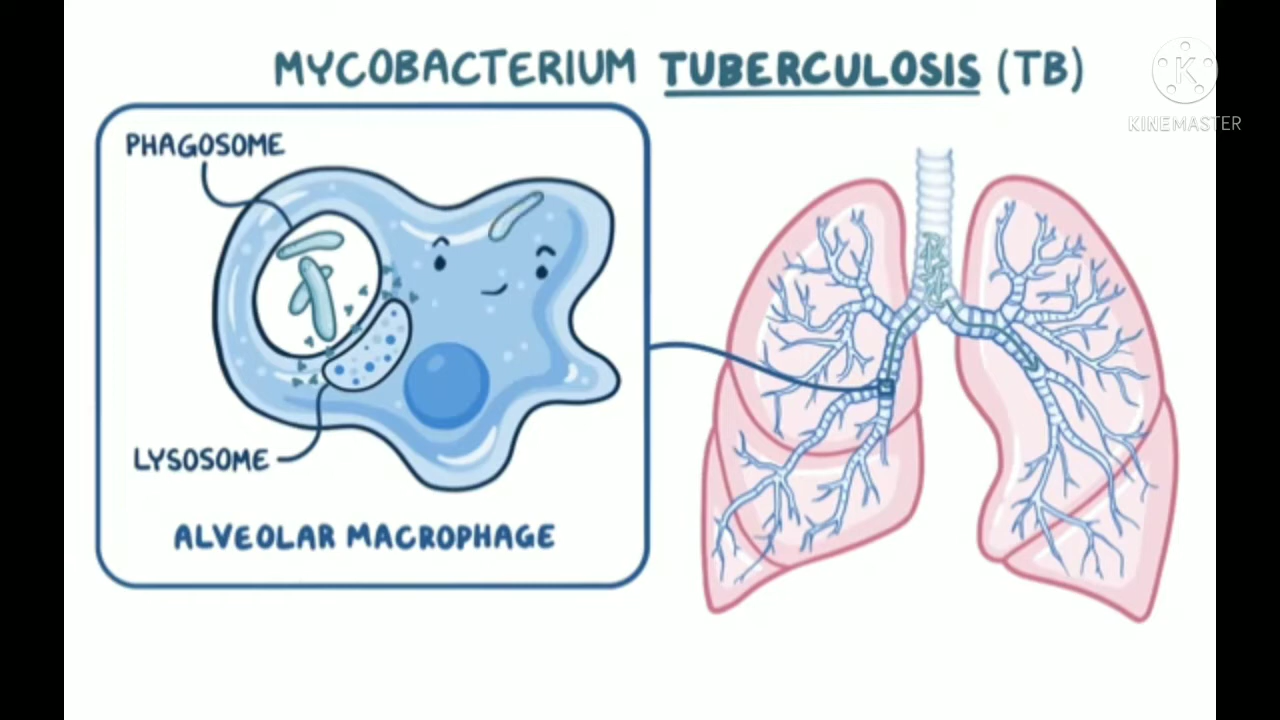 MYCOBACTERIUM TUBERCULOSIS (TB)
PHAGOSOME
LYSOSOME
ALVEOLAR MACROPHAGE
K
KINEMASTER